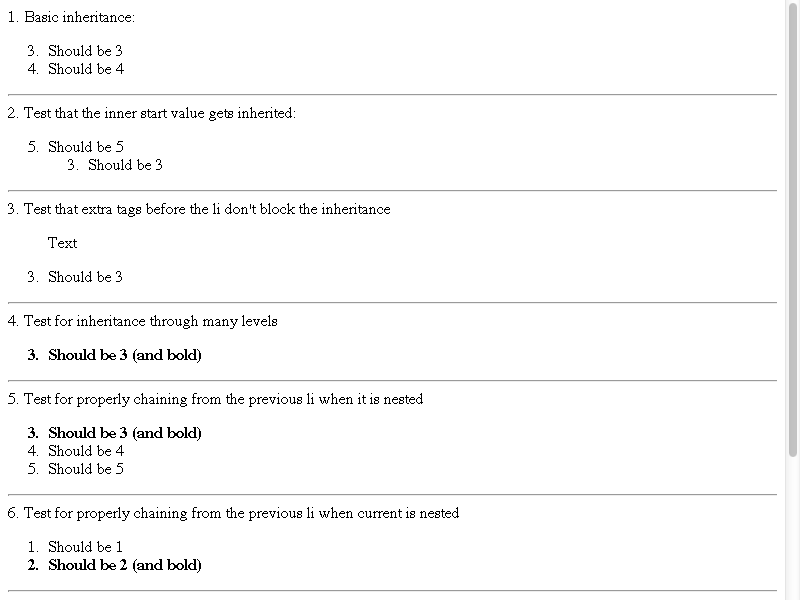 1. Basic inheritance:
3. Should be 3
4. Should be 4
2. Test that the inner start value gets inherited:
5. Should be 5
3. Should be 3
3. Test that extra tags before the li don't block the inheritance
Text
3. Should be 3
4. Test for inheritance through many levels
3. Should be 3 (and bold)
5. Test for properly chaining from the previous li when it is nested
3. Should be 3 (and bold)
4. Should be 4
5. Should be 5
6. Test for properly chaining from the previous li when current is nested
1. Should be 1
2. Should be 2 (and bold)